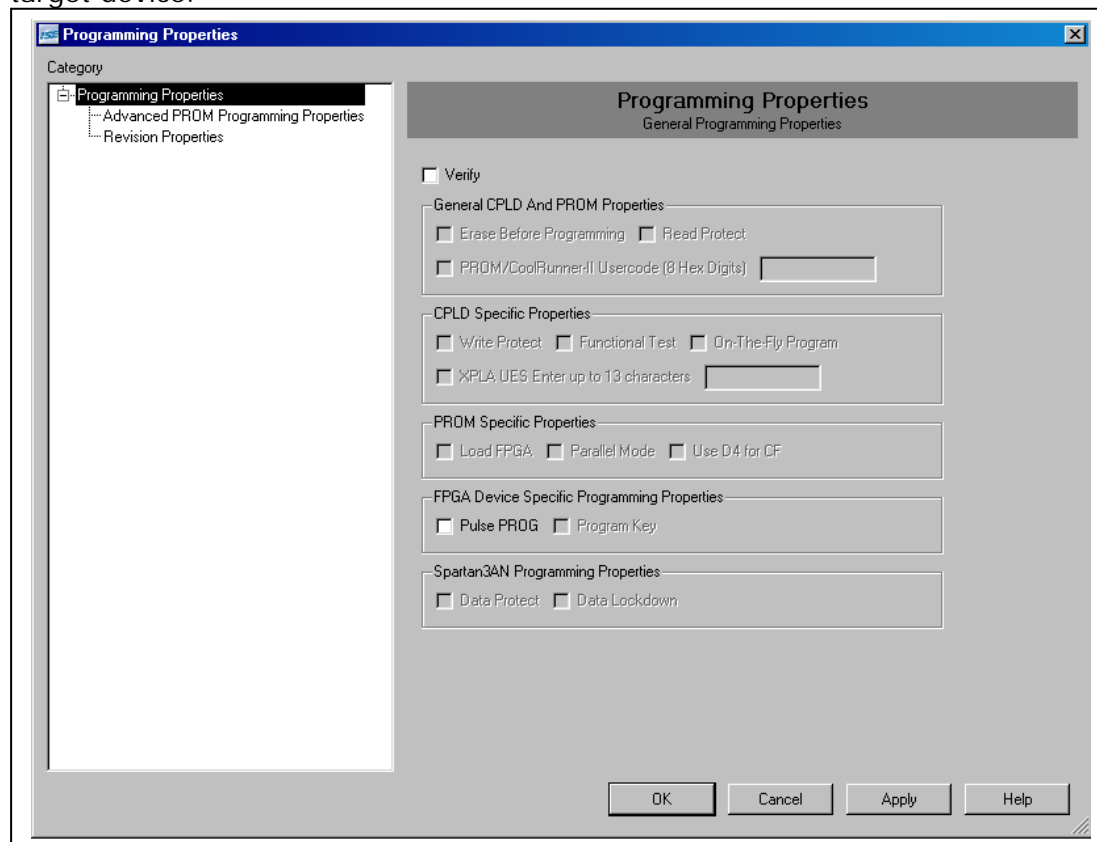 target device.
ISE Programming Properties
Category
Programming Properties
Advanced PROM Programming Properties
Revision Properties
Programming Properties
General Programming Properties
Verify
General CPLD And PROM Properties
Erase Before Programming Read Protect
PROM/CoolRunner-II Usercode (8 Hex Digits)
CPLD Specific Properties
Write Protect Functional Test On-The-Fly Program
XPLA UES Enter up to 13 characters
PROM Specific Properties
Load FPGA Parallel Mode Use D4 for CF
FPGA Device Specific Programming Properties
Pulse PROG Program Key
Spartan3AN Programming Properties
Data Protect Data Lockdown
OK Cancel Apply Help